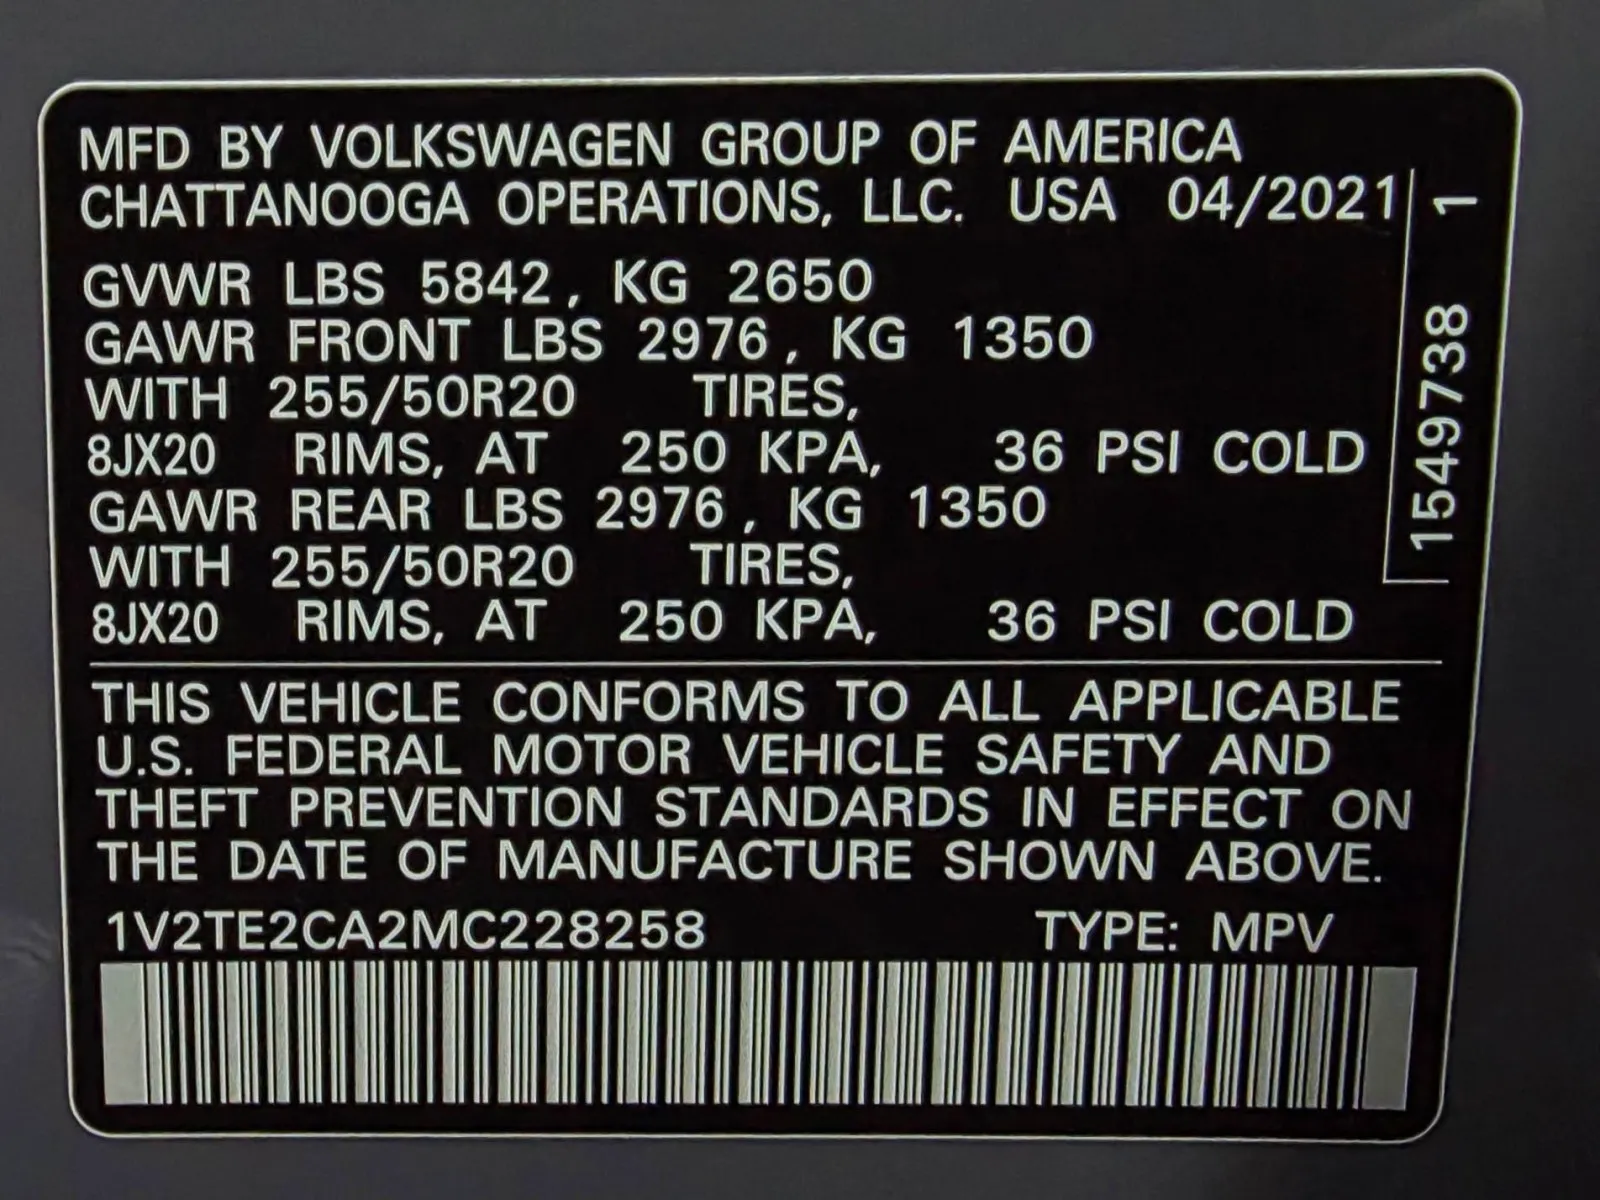 MFD BY VOLKSWAGEN GROUP OF AMERICA
CHATTANOOGA OPERATIONS, LLC. USA 04/2021
GVWR LBS 5842, KG 2650
GAWR FRONT LBS 2976, KG 1350
WITH 255/50R20 TIRES,
8JX20 RIMS, AT 250 KPA, 36 PSI COLD
GAWR REAR LBS 2976, KG 1350
WITH 255/50R20 TIRES,
8JX20 RIMS, AT 250 KPA, 36 PSI COLD
1549738 1
THIS VEHICLE CONFORMS TO ALL APPLICABLE
U.S. FEDERAL MOTOR VEHICLE SAFETY AND
THEFT PREVENTION STANDARDS IN EFFECT ON
THE DATE OF MANUFACTURE SHOWN ABOVE.
1V2TE2CA2MC228258 TYPE: MPV